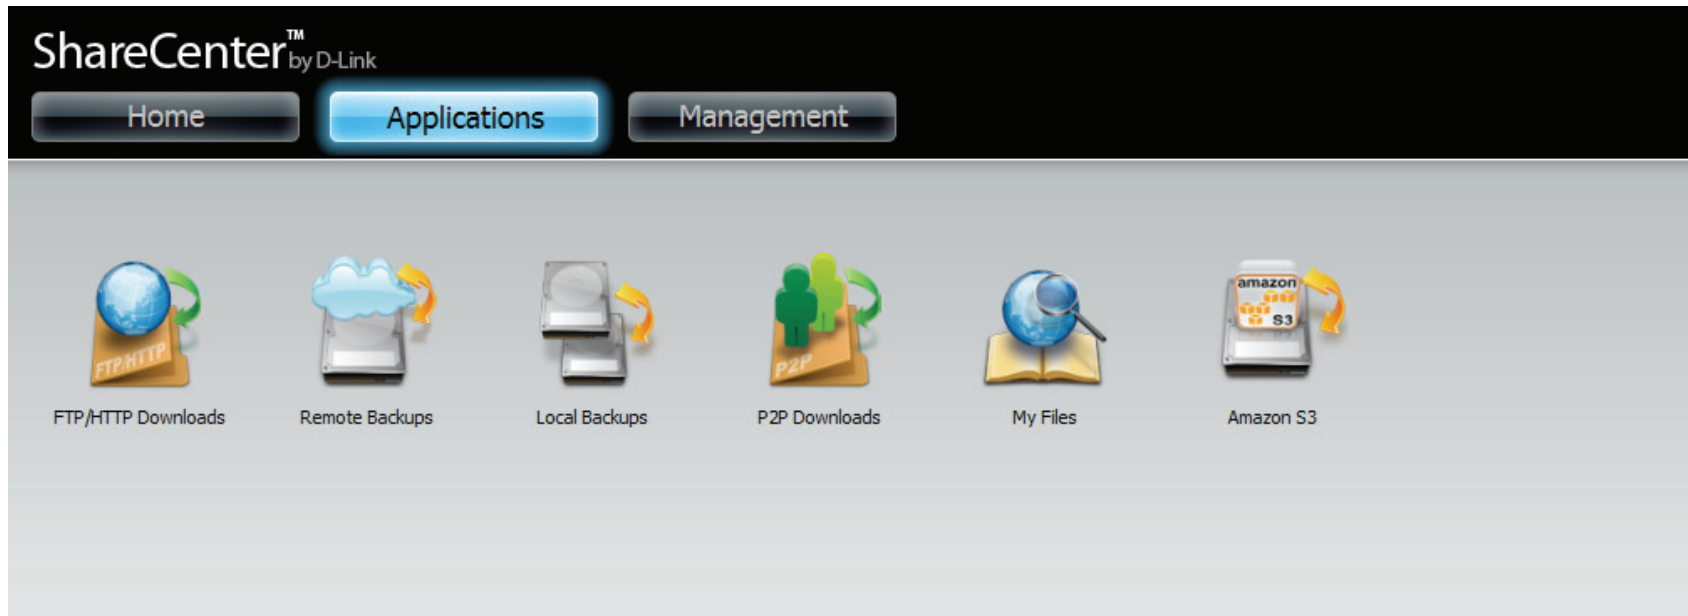 ShareCenter™ by D-Link
Home Applications Management
FTP/HTTP
P2P
amazon
S3
FTP/HTTP Downloads Remote Backups Local Backups P2P Downloads My Files Amazon S3